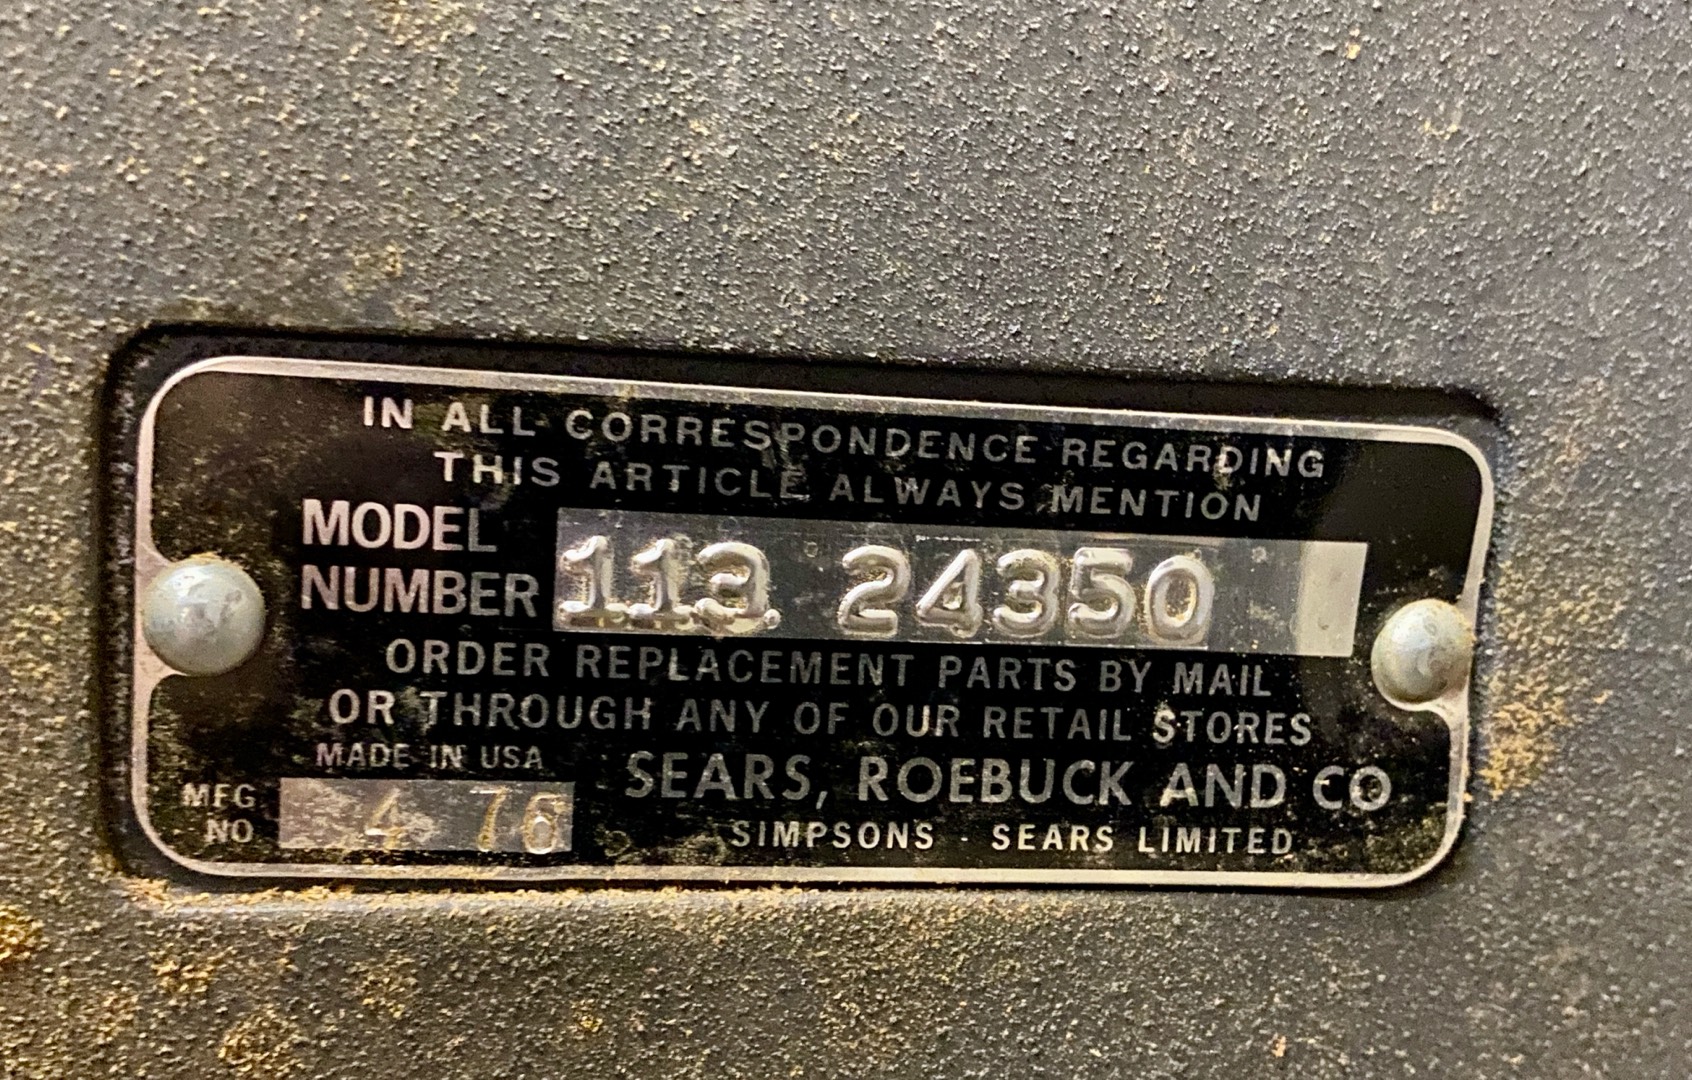 IN ALL CORRESPONDENCE REGARDING
THIS ARTICLE ALWAYS MENTION
MODEL NUMBER 113 24350
ORDER REPLACEMENT PARTS BY MAIL
OR THROUGH ANY OF OUR RETAIL STORES
MADE IN USA
SEARS, ROEBUCK AND CO
MFG NO 4 76
SIMPSONS - SEARS LIMITED